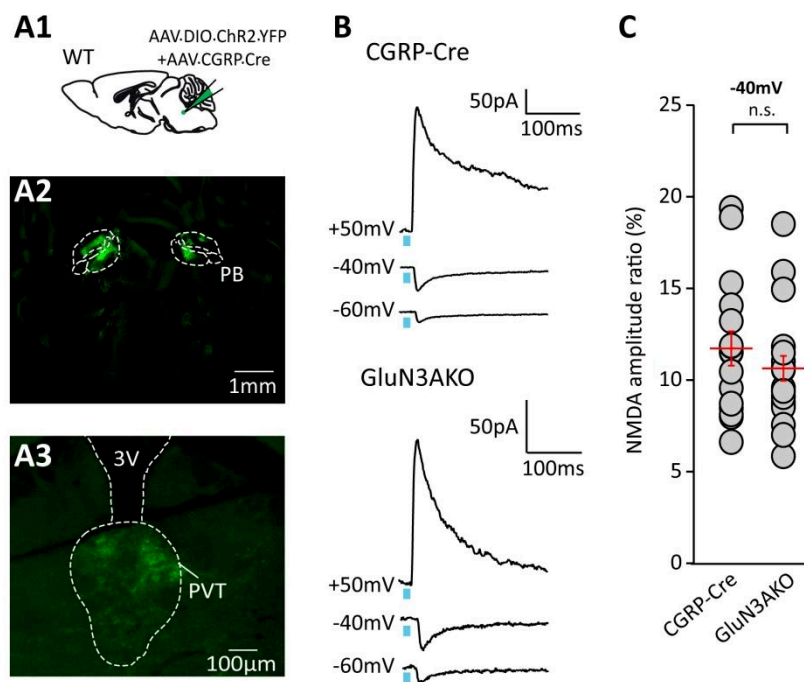 A1
WT
AAV.DIO.ChR2.YFP
+AAV.CGRP.Cre
A2
PB
1mm
A3
3V
PVT
100µm
B
CGRP-Cre
50pA
100ms
+50mV
-40mV
-60mV
GluN3AKO
50pA
100ms
+50mV
-40mV
-60mV
C
-40mV
n.s.
NMDA amplitude ratio (%)
25
20
15
10
5
0
CGRP-Cre
GluN3AKO